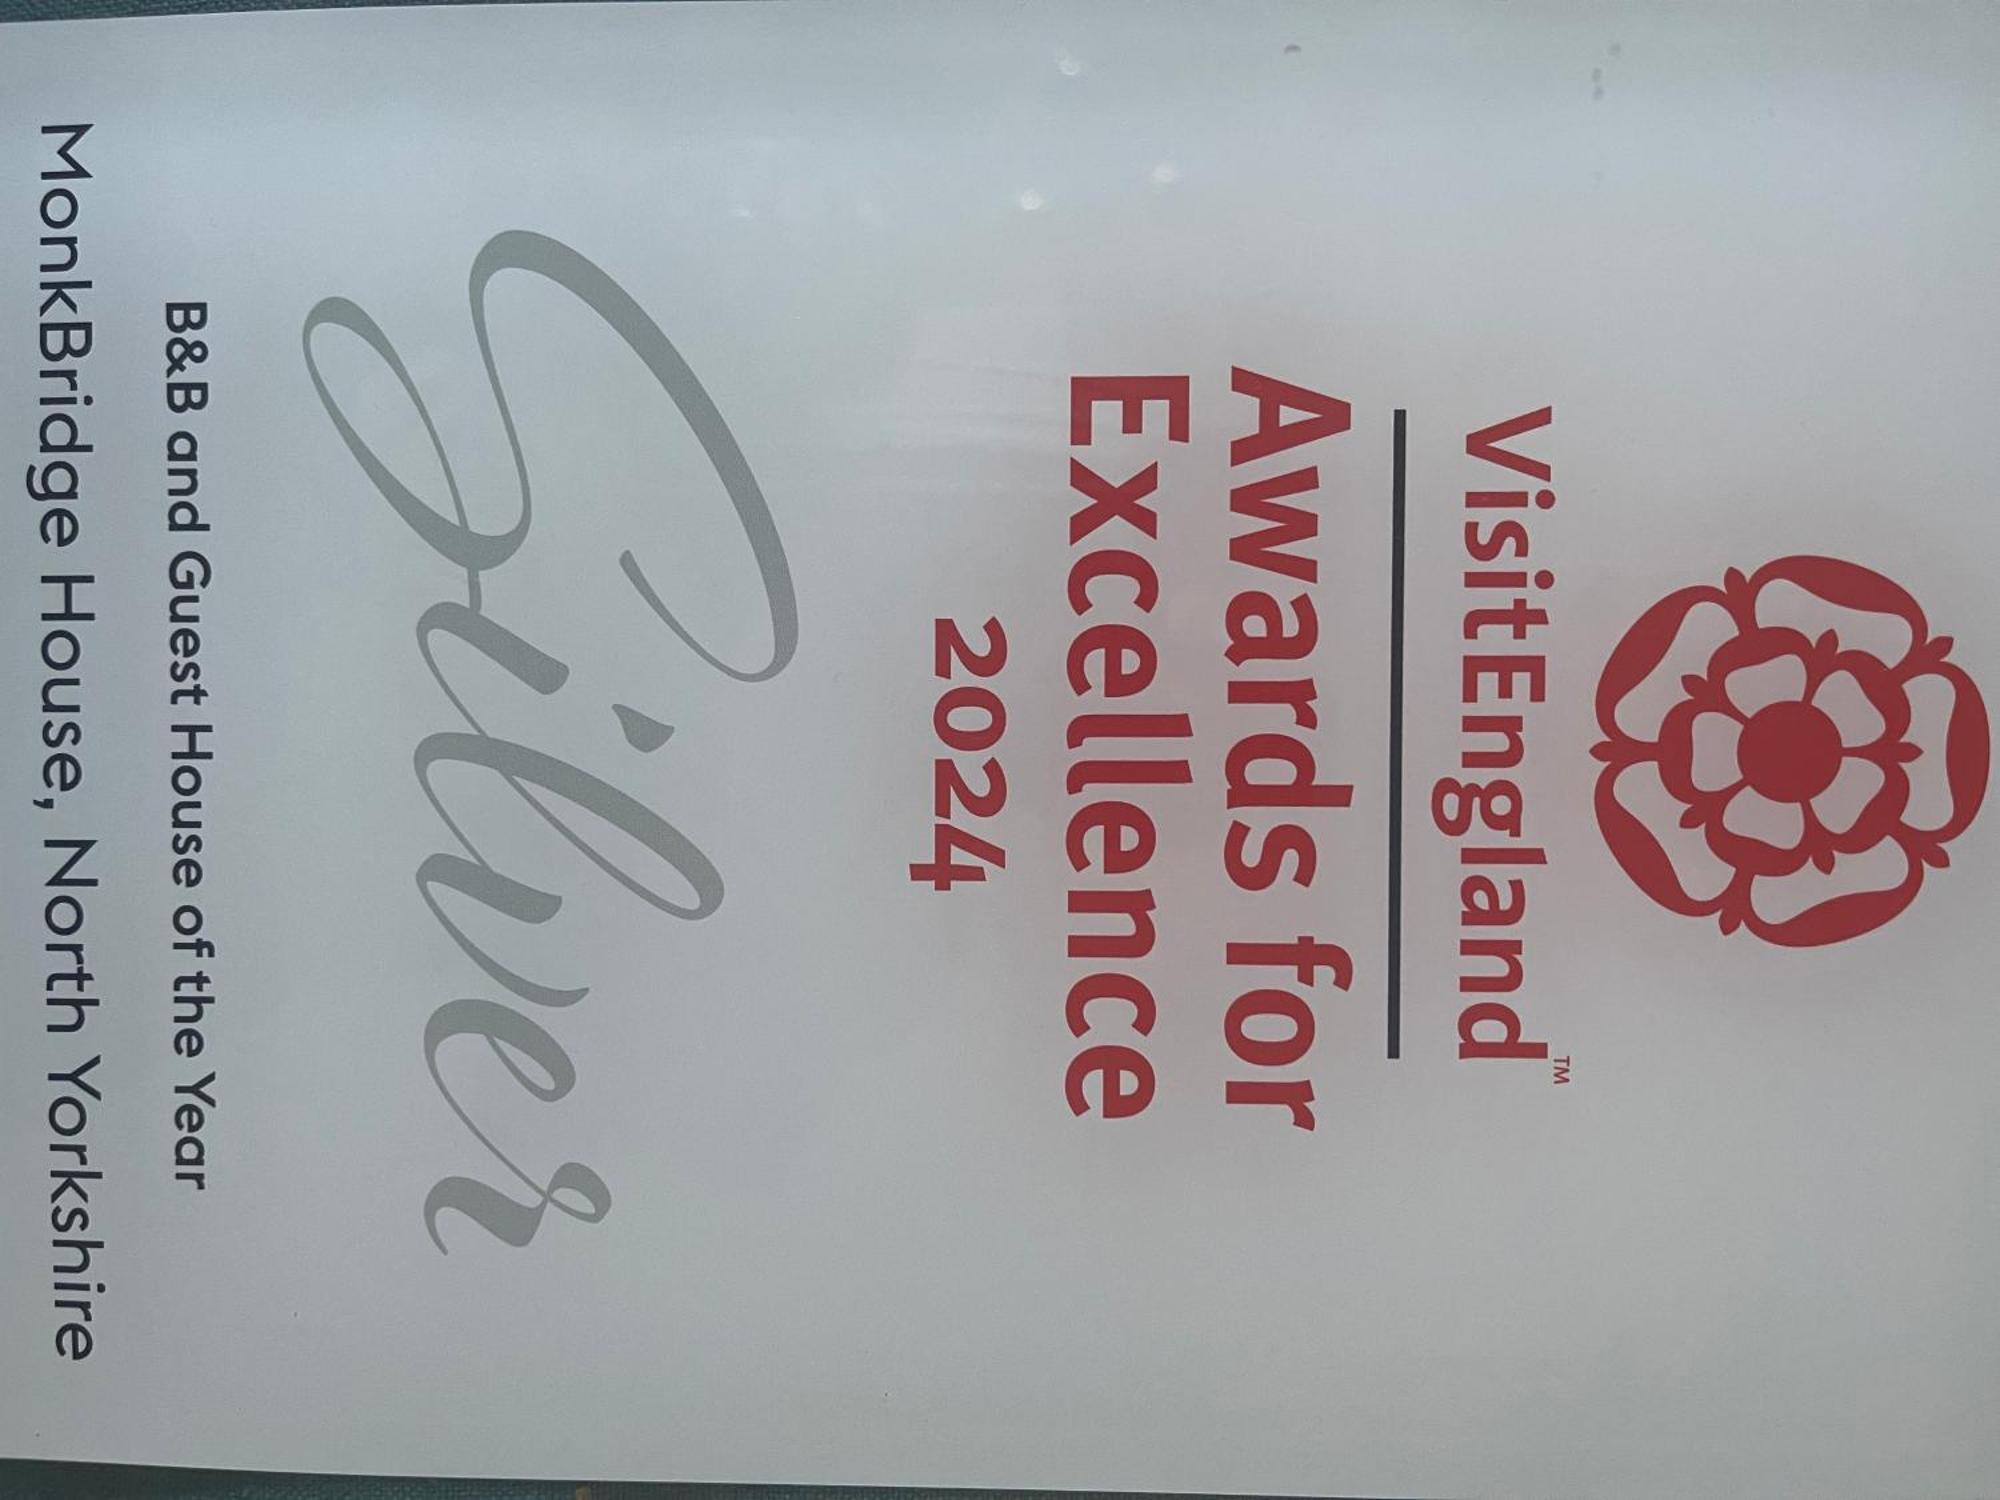 VisitEngland™
Awards for
Excellence
2024
Silver
B&B and Guest House of the Year
MonkBridge House, North Yorkshire